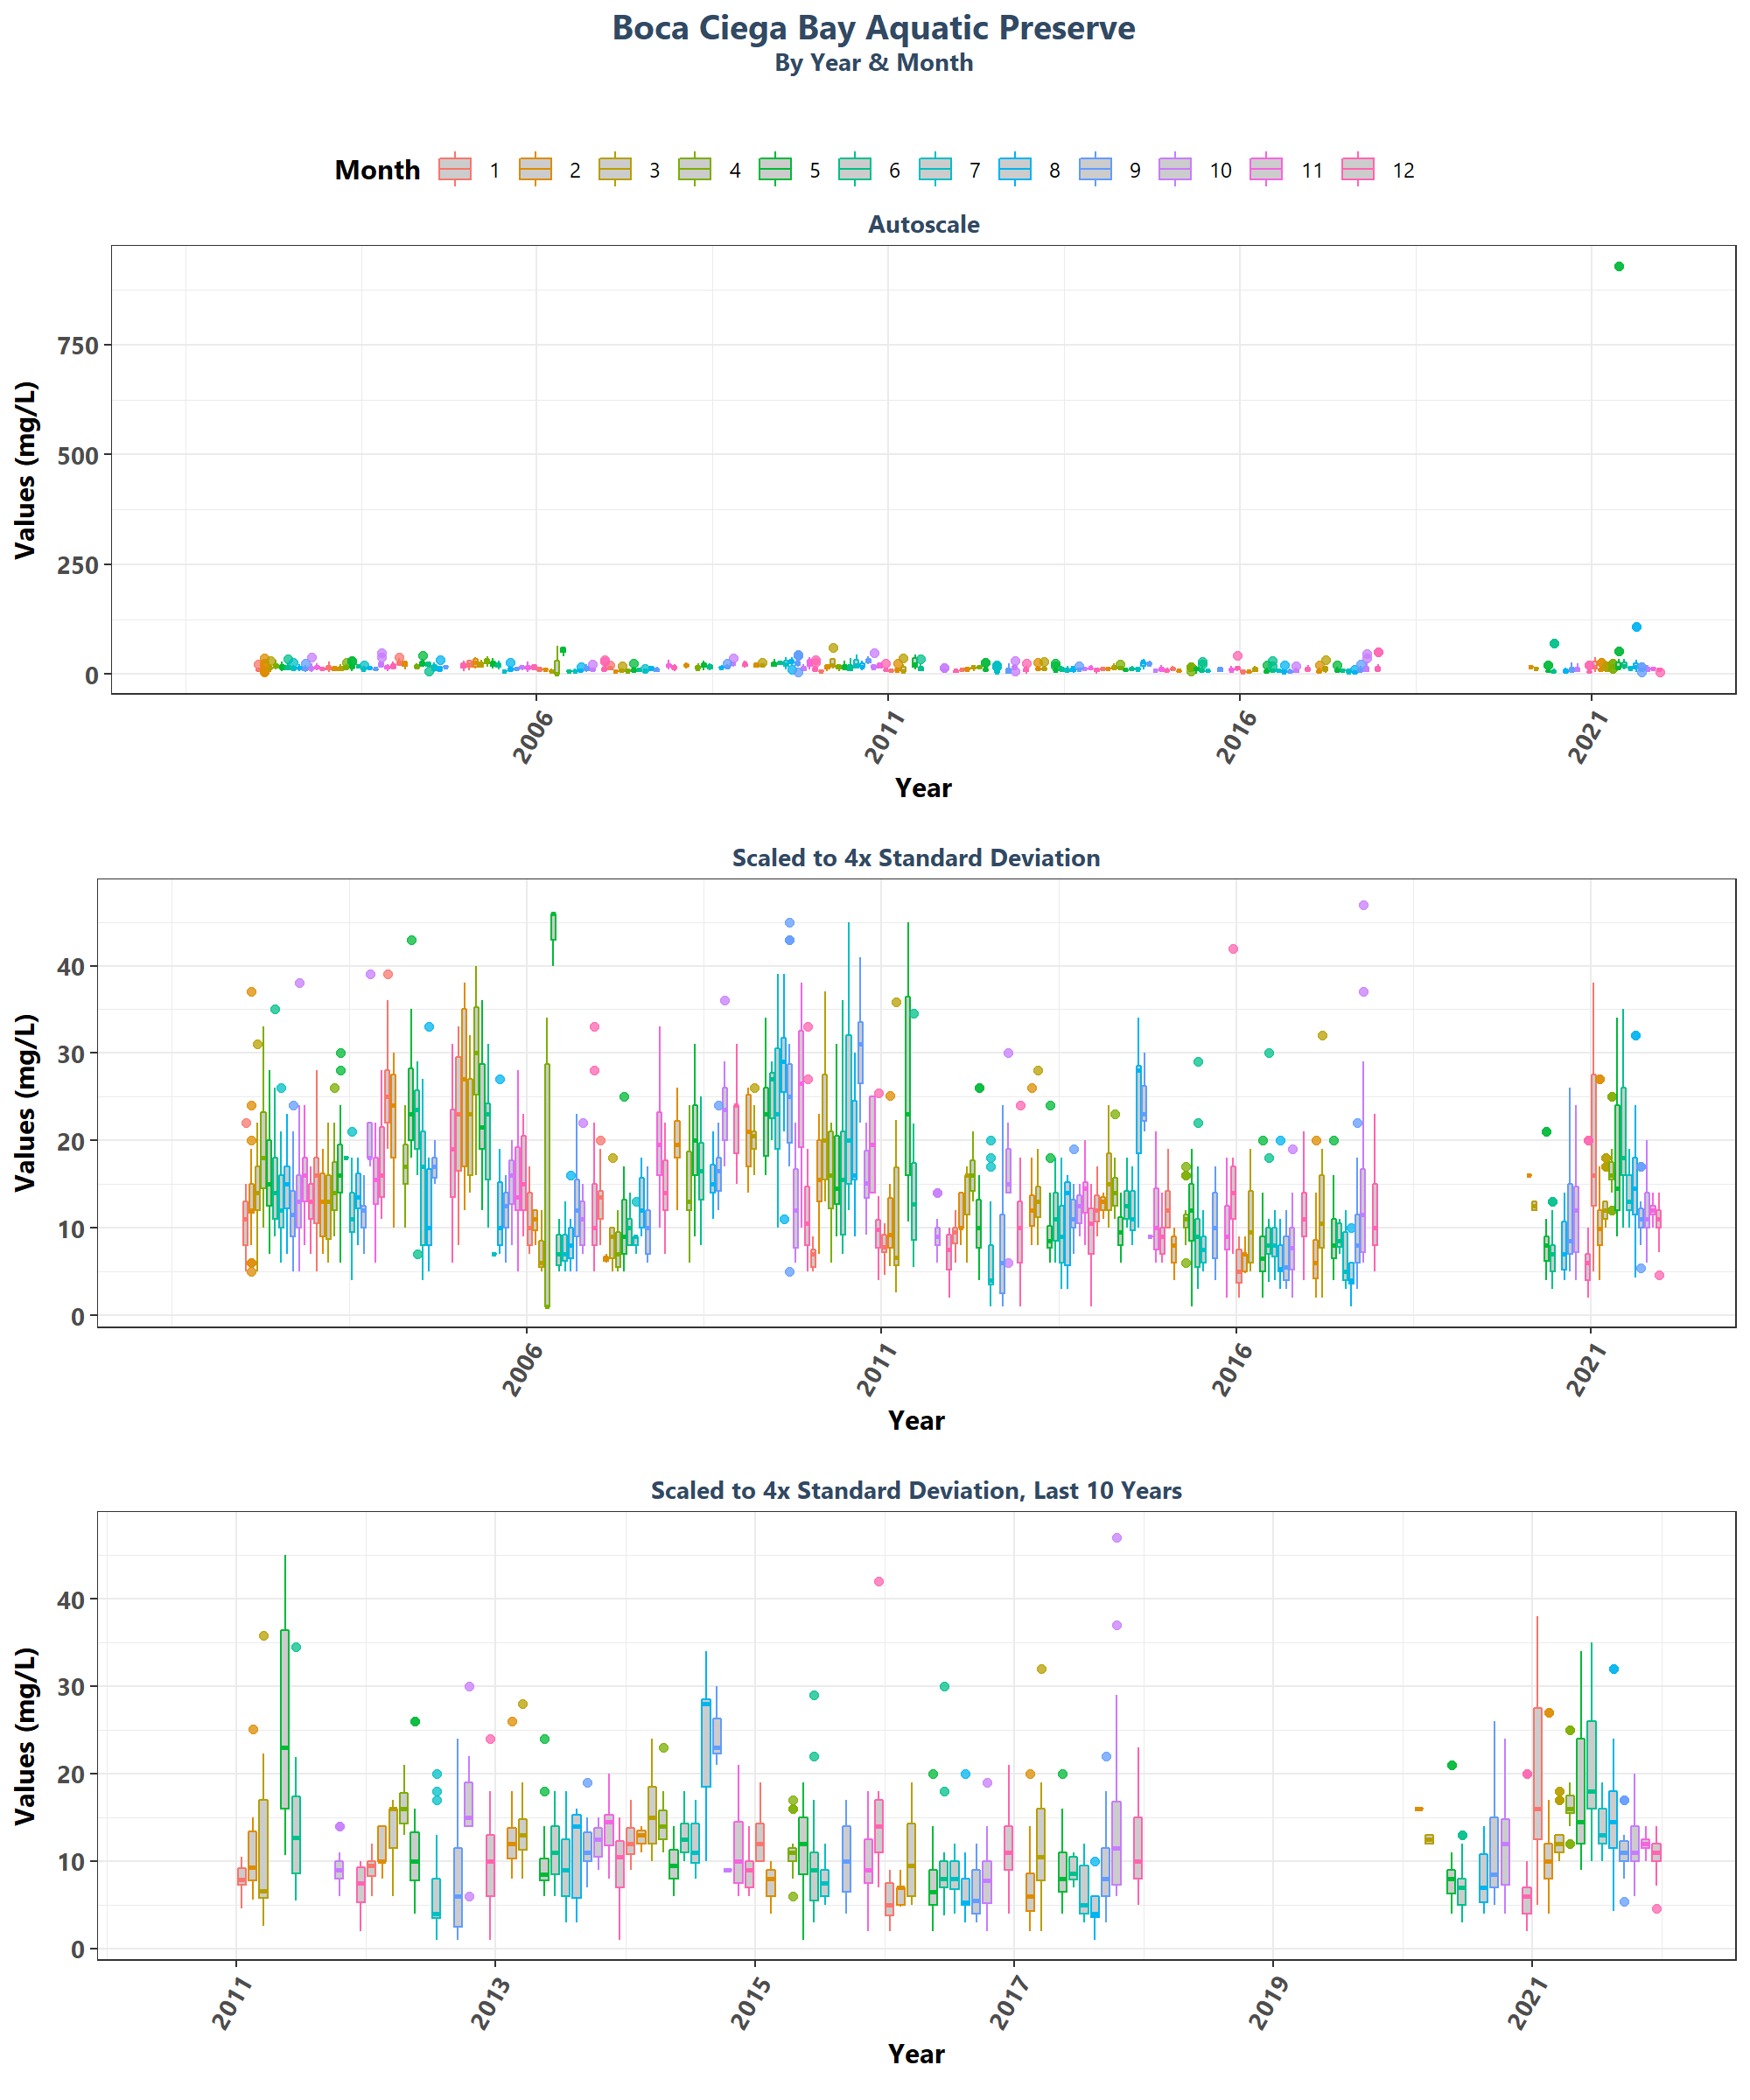 Boca Ciega Bay Aquatic Preserve
By Year & Month
Month 1 2 3 4 5 6 7 8 9 10 11 12
Autoscale
Values (mg/L)
750
500
250
0
2006 2011 2016 2021
Year
Scaled to 4x Standard Deviation
Values (mg/L)
40
30
20
10
0
2006 2011 2016 2021
Year
Scaled to 4x Standard Deviation, Last 10 Years
Values (mg/L)
40
30
20
10
0
2011 2013 2015 2017 2019 2021
Year